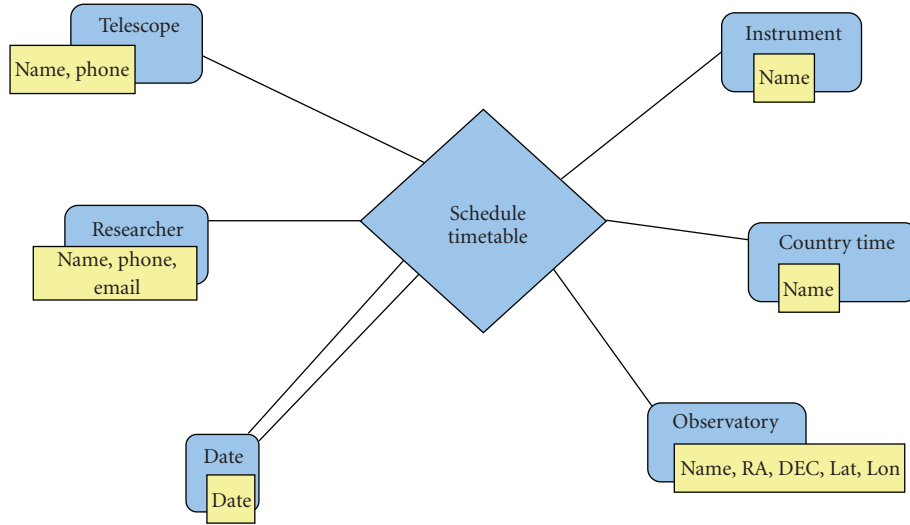 Telescope
Name, phone
Instrument
Name
Schedule
timetable
Researcher
Name, phone,
email
Country time
Name
Date
Date
Observatory
Name, RA, DEC, Lat, Lon